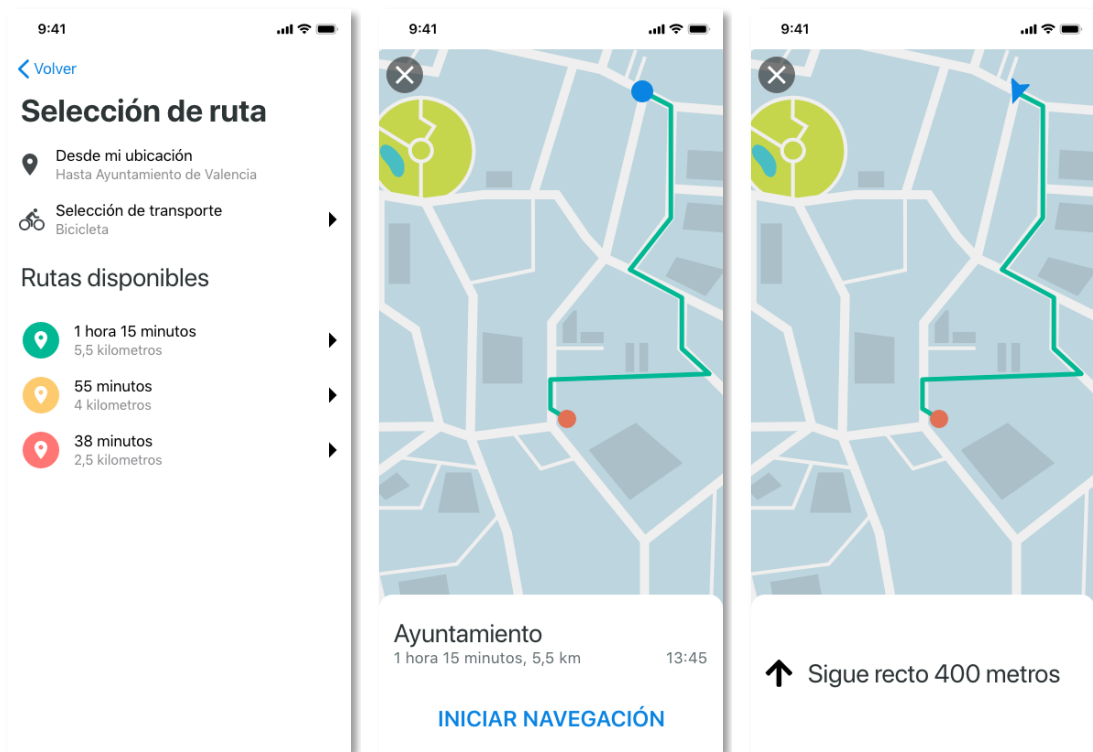 9:41
Volver
Selección de ruta
Desde mi ubicación
Hasta Ayuntamiento de Valencia
Selección de transporte
Bicicleta
Rutas disponibles
1 hora 15 minutos
5,5 kilometros
55 minutos
4 kilometros
38 minutos
2,5 kilometros
9:41
Ayuntamiento
1 hora 15 minutos, 5,5 km 13:45
INICIAR NAVEGACIÓN
9:41
Sigue recto 400 metros